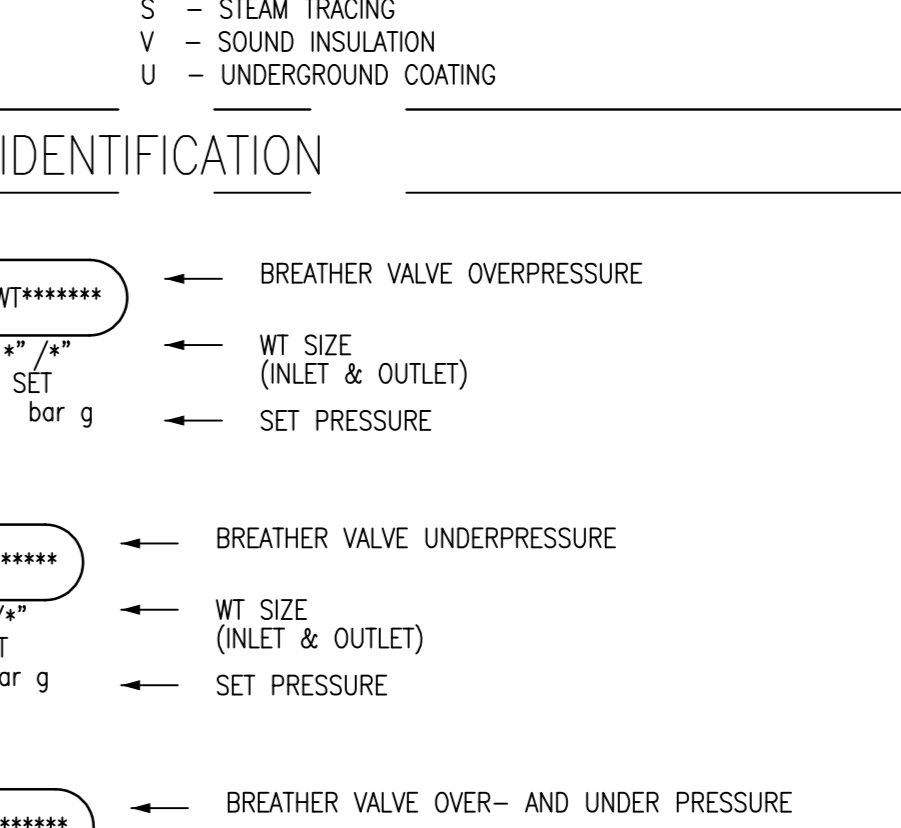 S – STEAM TRACING
V – SOUND INSULATION
U – UNDERGROUND COATING
IDENTIFICATION
WT*******
BREATHER VALVE OVERPRESSURE
*” /*”
WT SIZE
(INLET & OUTLET)
SET
bar g
SET PRESSURE
*****
BREATHER VALVE UNDERPRESSURE
/*”
WT SIZE
(INLET & OUTLET)
g
SET PRESSURE
******
BREATHER VALVE OVER– AND UNDER PRESSURE